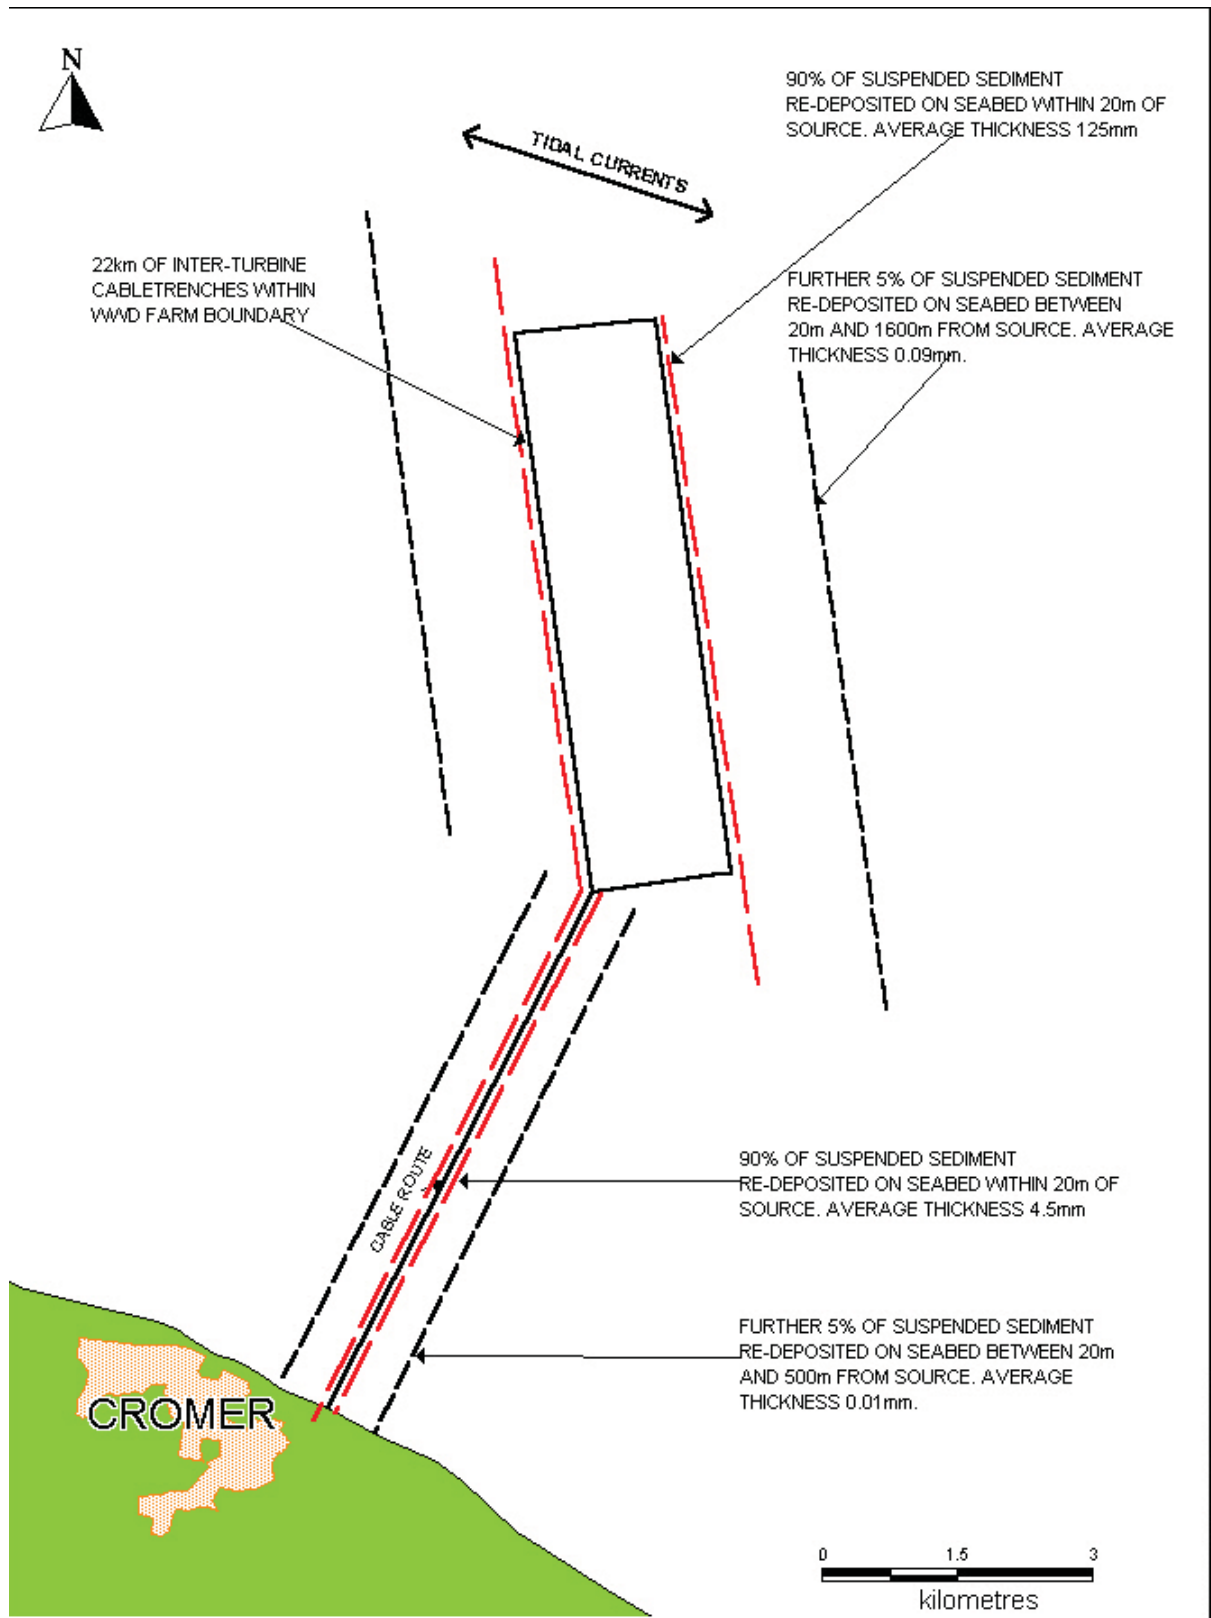 N
90% OF SUSPENDED SEDIMENT
RE-DEPOSITED ON SEABED WITHIN 20m OF
SOURCE. AVERAGE THICKNESS 125mm
TIDAL CURRENTS
22km OF INTER-TURBINE
CABLETRENCHES WITHIN
WIND FARM BOUNDARY
FURTHER 5% OF SUSPENDED SEDIMENT
RE-DEPOSITED ON SEABED BETWEEN
20m AND 1600m FROM SOURCE. AVERAGE
THICKNESS 0.09mm.
CABLE ROUTE
90% OF SUSPENDED SEDIMENT
RE-DEPOSITED ON SEABED WITHIN 20m OF
SOURCE. AVERAGE THICKNESS 4.5mm
FURTHER 5% OF SUSPENDED SEDIMENT
RE-DEPOSITED ON SEABED BETWEEN 20m
AND 500m FROM SOURCE. AVERAGE
THICKNESS 0.01mm.
CROMER
0 1.5 3
kilometres